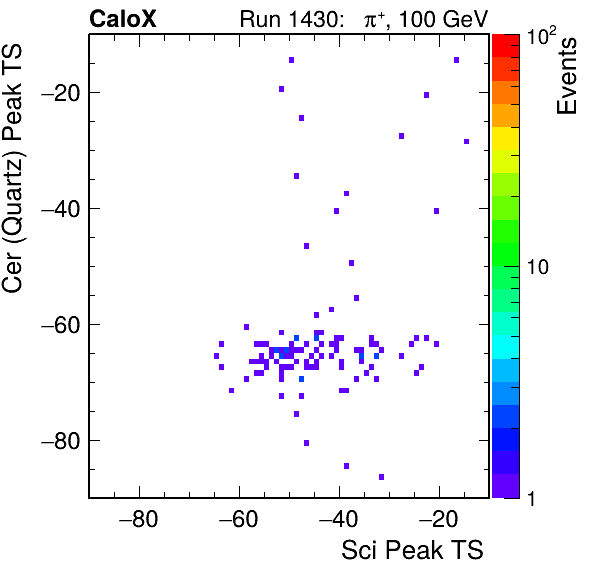 CaloX Run 1430: π⁺, 100 GeV
Cer (Quartz) Peak TS
−20
−40
−60
−80
−80 −60 −40 −20
Sci Peak TS
10²
10
1
Events